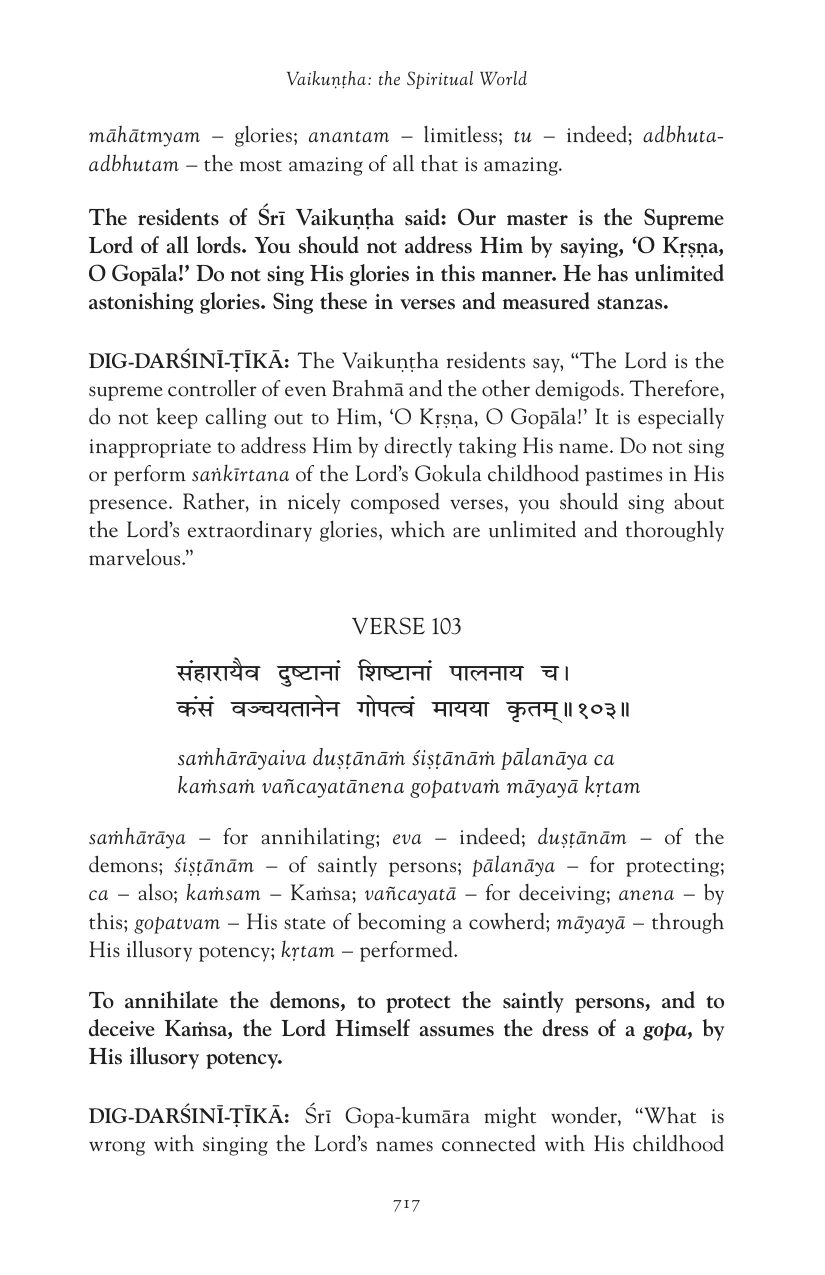 Vaikuṇṭha: the Spiritual World
māhātmyam – glories; anantam – limitless; tu – indeed; adbhuta-
adbhutam – the most amazing of all that is amazing.
The residents of Śrī Vaikuṇṭha said: Our master is the Supreme
Lord of all lords. You should not address Him by saying, ‘O Kṛṣṇa,
O Gopāla!’ Do not sing His glories in this manner. He has unlimited
astonishing glories. Sing these in verses and measured stanzas.
DIG-DARŚINĪ-ṬĪKĀ: The Vaikuṇṭha residents say, “The Lord is the
supreme controller of even Brahmā and the other demigods. Therefore,
do not keep calling out to Him, ‘O Kṛṣṇa, O Gopāla!’ It is especially
inappropriate to address Him by directly taking His name. Do not sing
or perform saṅkīrtana of the Lord’s Gokula childhood pastimes in His
presence. Rather, in nicely composed verses, you should sing about
the Lord’s extraordinary glories, which are unlimited and thoroughly
marvelous.”
VERSE 103
संहारायैव दुष्टानां शिष्टानां पालनाय च।
कंसं वञ्चयतानेन गोपत्वं मायया कृतम्॥१०३॥
saṁhārāyaiva duṣṭānāṁ śiṣṭānāṁ pālanāya ca
kaṁsaṁ vañcayatānena gopatvaṁ māyayā kṛtam
saṁhārāya – for annihilating; eva – indeed; duṣṭānām – of the
demons; śiṣṭānām – of saintly persons; pālanāya – for protecting;
ca – also; kaṁsam – Kaṁsa; vañcayatā – for deceiving; anena – by
this; gopatvam – His state of becoming a cowherd; māyayā – through
His illusory potency; kṛtam – performed.
To annihilate the demons, to protect the saintly persons, and to
deceive Kaṁsa, the Lord Himself assumes the dress of a gopa, by
His illusory potency.
DIG-DARŚINĪ-ṬĪKĀ: Śrī Gopa-kumāra might wonder, “What is
wrong with singing the Lord’s names connected with His childhood
717